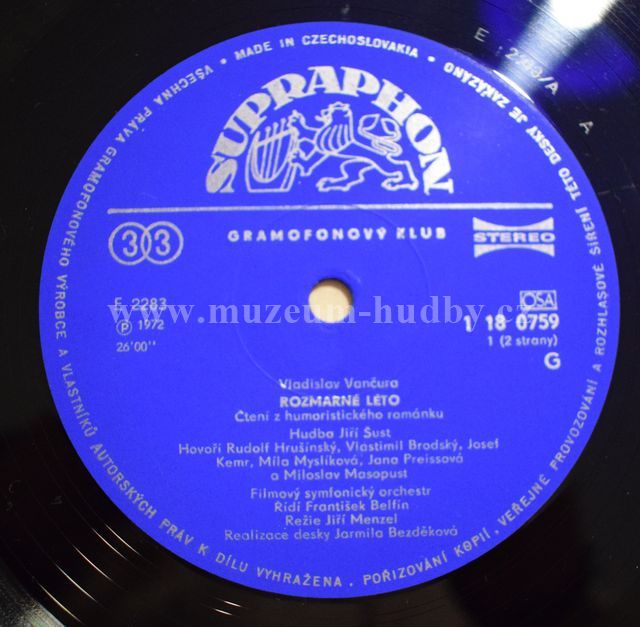 VŠECHNA PRÁVA GRAMOFONOVÉHO VÝROBCE A VLASTNÍKŮ AUTORSKÝCH PRÁV K DÍLU VYHRAŽENA. POŘIZOVÁNÍ KOPIÍ, VEŘEJNÉ PROVOZOVÁNÍ A ROZHLASOVÉ ŠÍŘENÍ TÉTO DESKY JE ZAKÁZÁNO • MADE IN CZECHOSLOVAKIA •
A
SUPRAPHON
33
GRAMOFONOVÝ KLUB
STEREO
E 2283
www.muzeum-hudby.cz
OSA
Ⓟ 1972
1 18 0759
26'00''
1 (2 strany)
G
Vladislav Vančura
ROZMARNÉ LÉTO
Čtení z humoristického románku
Hudba Jiří Šust
Hovoří Rudolf Hrušínský, Vlastimil Brodský, Josef
Kemr, Míla Myslíková, Jana Preissová
a Miloslav Masopust
Filmový symfonický orchestr
Řídí František Belfín
Režie Jiří Menzel
Realizace desky Jarmila Bezděková